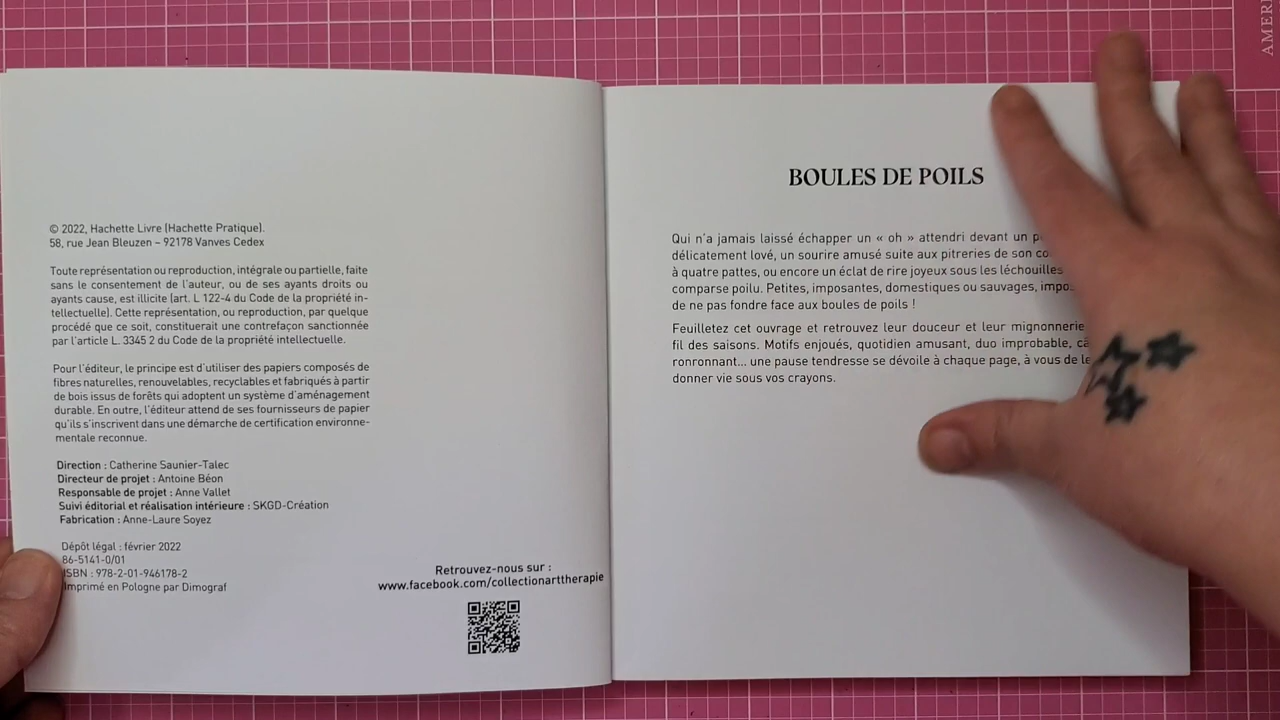 © 2022, Hachette Livre (Hachette Pratique).
58, rue Jean Bleuzen – 92178 Vanves Cedex
Toute représentation ou reproduction, intégrale ou partielle, faite
sans le consentement de l'auteur, ou de ses ayants droits ou
ayants cause, est illicite (art. L 122-4 du Code de la propriété in-
tellectuelle). Cette représentation, ou reproduction, par quelque
procédé que ce soit, constituerait une contrefaçon sanctionnée
par l'article L. 3345 2 du Code de la propriété intellectuelle.
Pour l'éditeur, le principe est d'utiliser des papiers composés de
fibres naturelles, renouvelables, recyclables et fabriqués à partir
de bois issus de forêts qui adoptent un système d'aménagement
durable. En outre, l'éditeur attend de ses fournisseurs de papier
qu'ils s'inscrivent dans une démarche de certification environne-
mentale reconnue.
Direction : Catherine Saunier-Talec
Directeur de projet : Antoine Béon
Responsable de projet : Anne Vallet
Suivi éditorial et réalisation intérieure : SKGD-Création
Fabrication : Anne-Laure Soyez
Dépôt légal : février 2022
86-5141-0/01
ISBN : 978-2-01-946178-2
Imprimé en Pologne par Dimograf
Retrouvez-nous sur :
www.facebook.com/collectionarttherapie
BOULES DE POILS
Qui n'a jamais laissé échapper un « oh » attendri devant un
délicatement lové, un sourire amusé suite aux pitreries de son
à quatre pattes, ou encore un éclat de rire joyeux sous les léchouilles
comparse poilu. Petites, imposantes, domestiques ou sauvages,
de ne pas fondre face aux boules de poils !
Feuilletez cet ouvrage et retrouvez leur douceur et leur mignonnerie
fil des saisons. Motifs enjoués, quotidien amusant, duo improbable,
ronronnant... une pause tendresse se dévoile à chaque page, à vous de
donner vie sous vos crayons.
AMERI